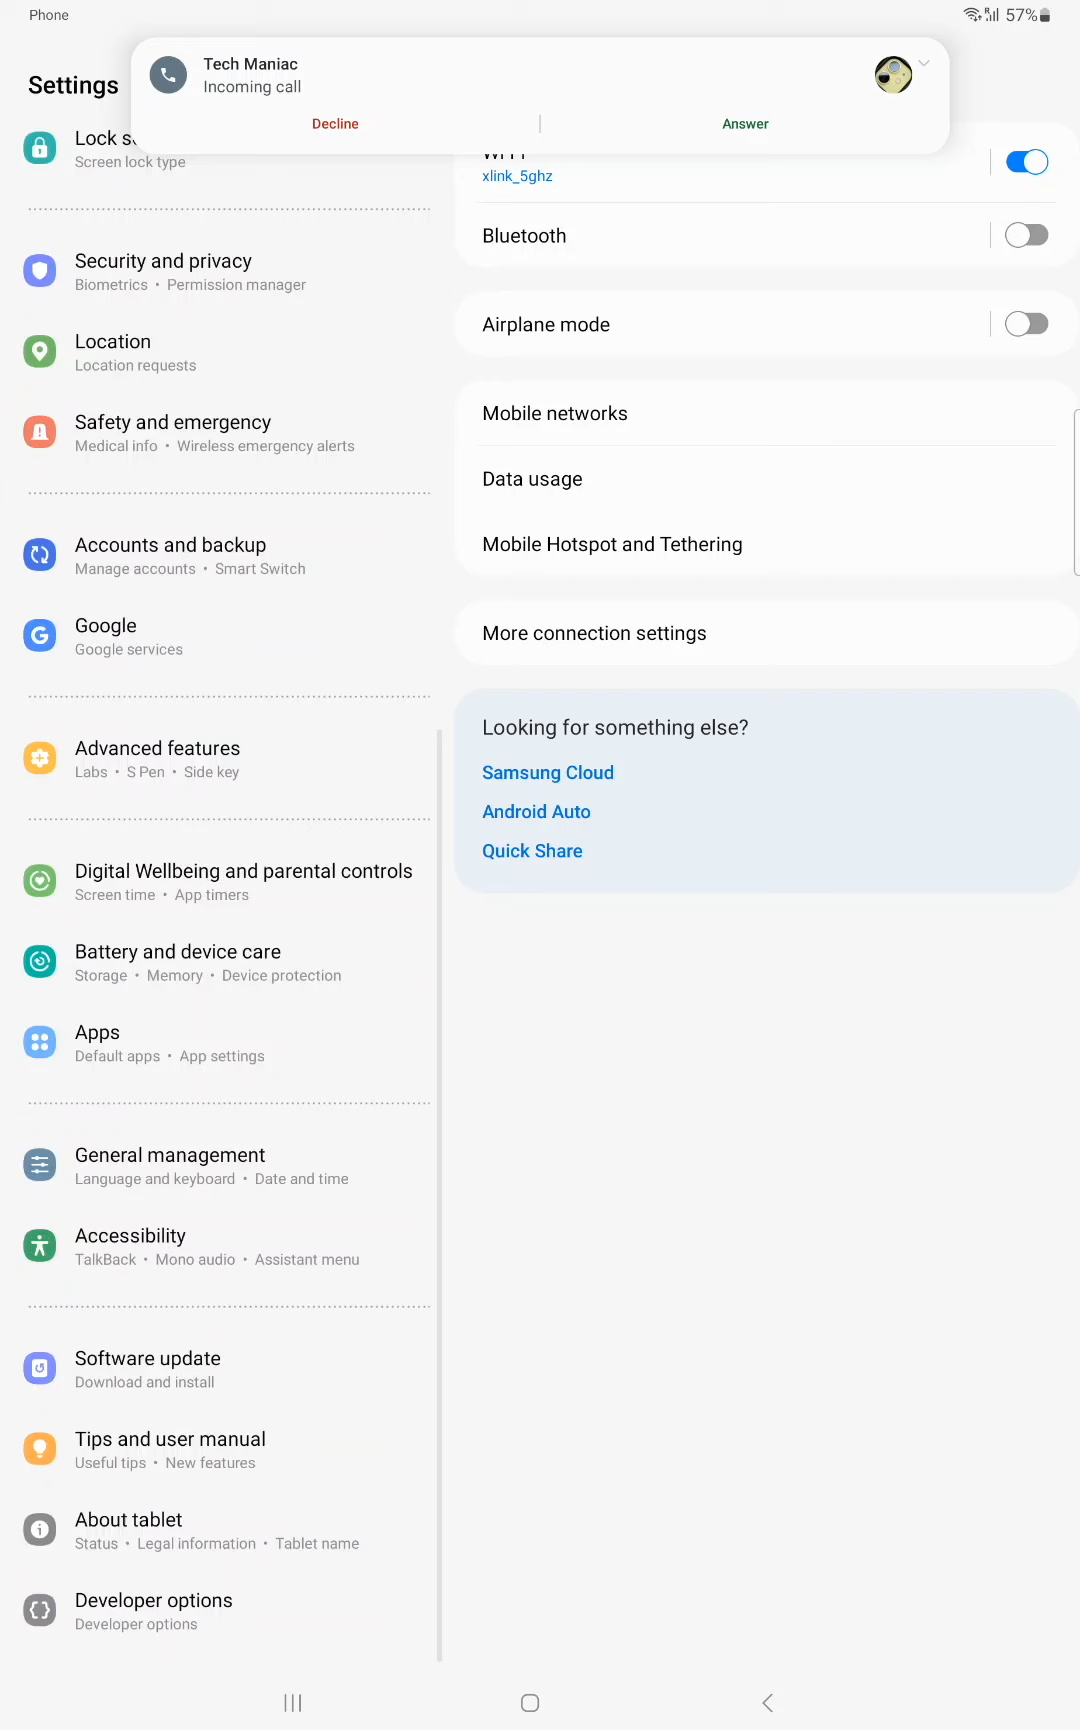 Phone
57%
Tech Maniac
Incoming call
Decline
Answer
Settings
Lock
Screen lock type
Security and privacy
Biometrics • Permission manager
Location
Location requests
Safety and emergency
Medical info • Wireless emergency alerts
Accounts and backup
Manage accounts • Smart Switch
Google
Google services
Advanced features
Labs • S Pen • Side key
Digital Wellbeing and parental controls
Screen time • App timers
Battery and device care
Storage • Memory • Device protection
Apps
Default apps • App settings
General management
Language and keyboard • Date and time
Accessibility
TalkBack • Mono audio • Assistant menu
Software update
Download and install
Tips and user manual
Useful tips • New features
About tablet
Status • Legal information • Tablet name
Developer options
Developer options
xlink_5ghz
Bluetooth
Airplane mode
Mobile networks
Data usage
Mobile Hotspot and Tethering
More connection settings
Looking for something else?
Samsung Cloud
Android Auto
Quick Share